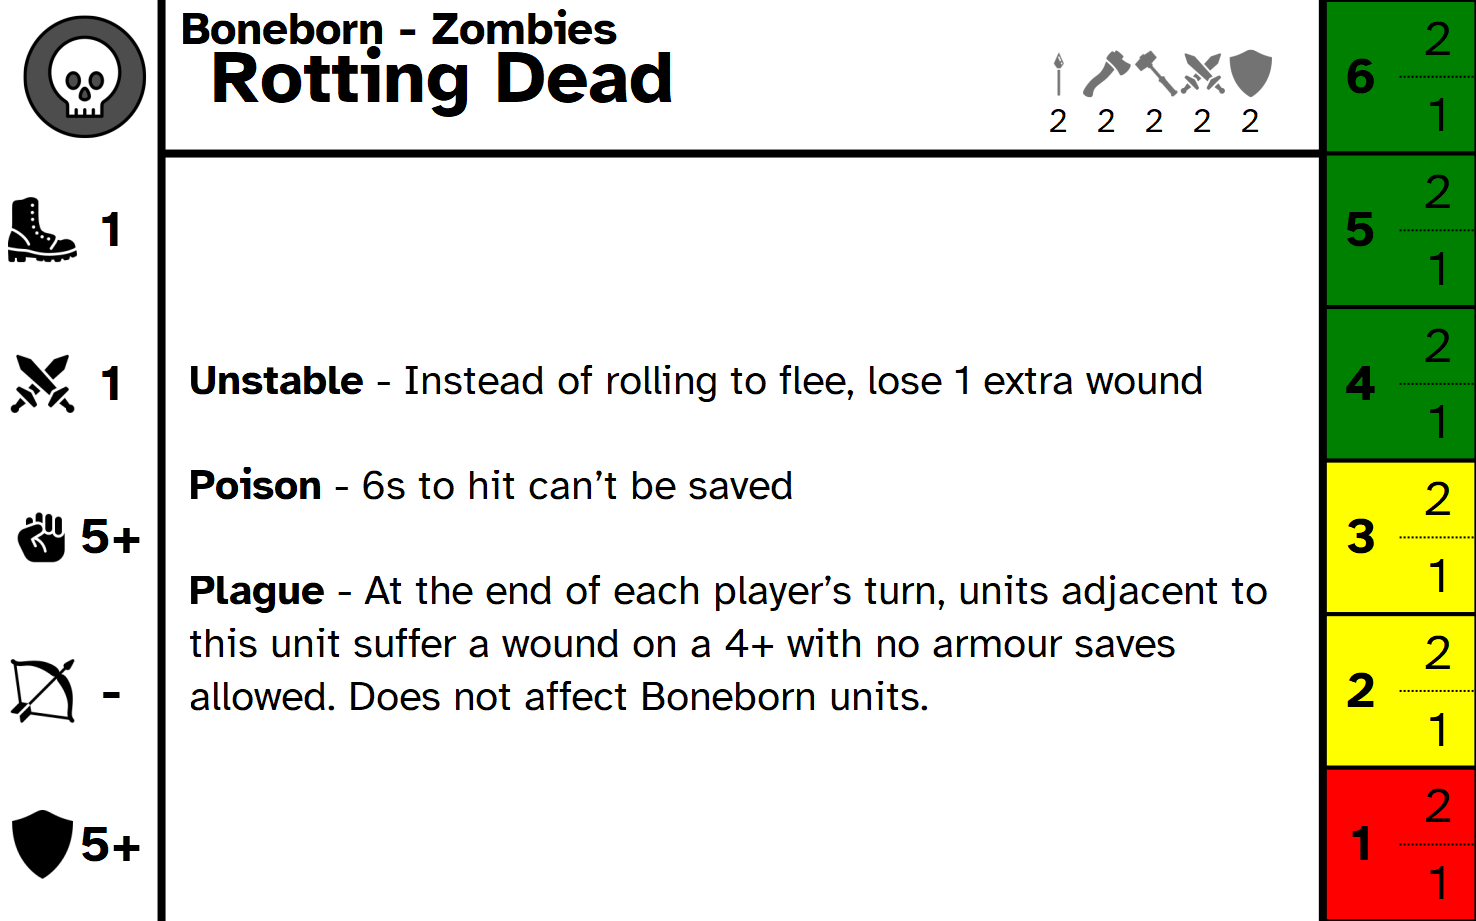 Boneborn - Zombies
Rotting Dead
2 2 2 2 2
1
1
5+
-
5+
Unstable - Instead of rolling to flee, lose 1 extra wound
Poison - 6s to hit can’t be saved
Plague - At the end of each player’s turn, units adjacent to
this unit suffer a wound on a 4+ with no armour saves
allowed. Does not affect Boneborn units.
6 2
1
5 2
1
4 2
1
3 2
1
2 2
1
1 2
1